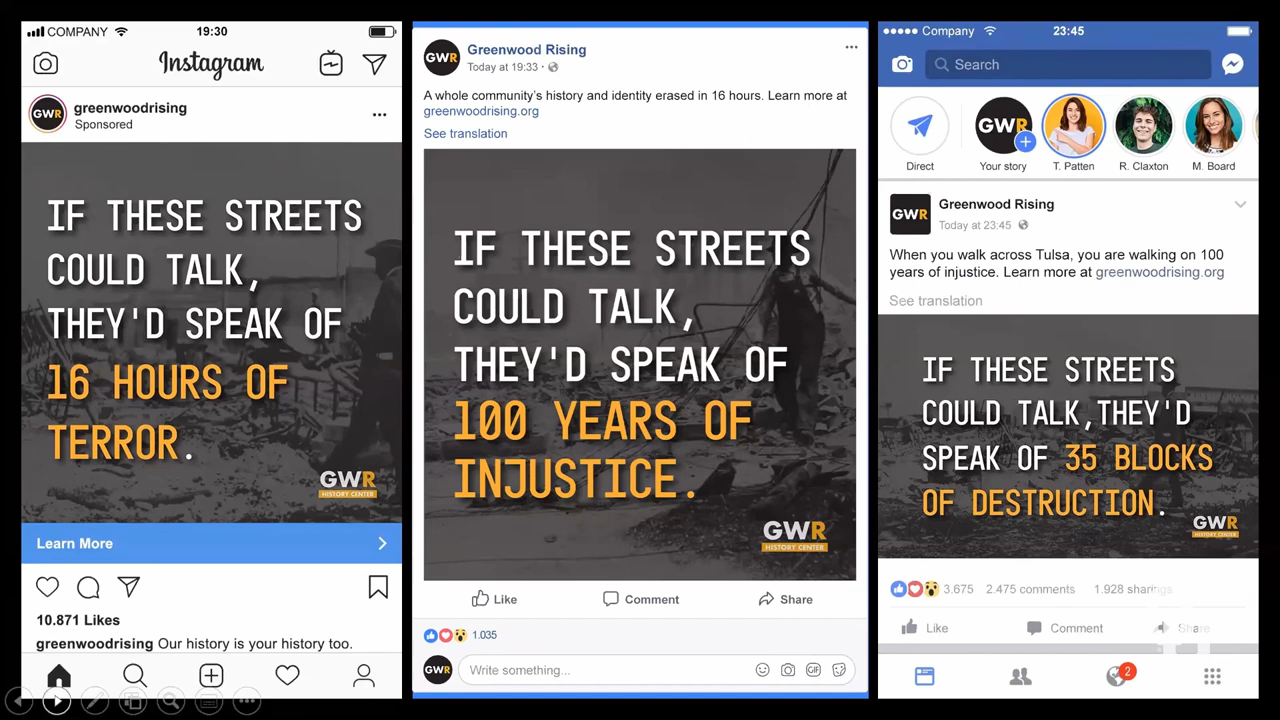 COMPANY
19:30
Instagram
GWR
greenwoodrising
Sponsored
IF THESE STREETS
COULD TALK,
THEY'D SPEAK OF
16 HOURS OF
TERROR.
GWR
HISTORY CENTER
Learn More
10.871 Likes
greenwoodrising Our history is your history too.
GWR
Greenwood Rising
Today at 19:33
A whole community's history and identity erased in 16 hours. Learn more at
greenwoodrising.org
See translation
IF THESE STREETS
COULD TALK,
THEY'D SPEAK OF
100 YEARS OF
INJUSTICE.
GWR
HISTORY CENTER
Like Comment Share
1.035
GWR
Write something...
GIF
Company
23:45
Search
GWR
Direct Your story T. Patten R. Claxton M. Board
GWR
Greenwood Rising
Today at 23:45
When you walk across Tulsa, you are walking on 100
years of injustice. Learn more at greenwoodrising.org
See translation
IF THESE STREETS
COULD TALK,THEY'D
SPEAK OF 35 BLOCKS
OF DESTRUCTION.
GWR
HISTORY CENTER
3.675 2.475 comments 1.928 sharings
Like Comment Share
2